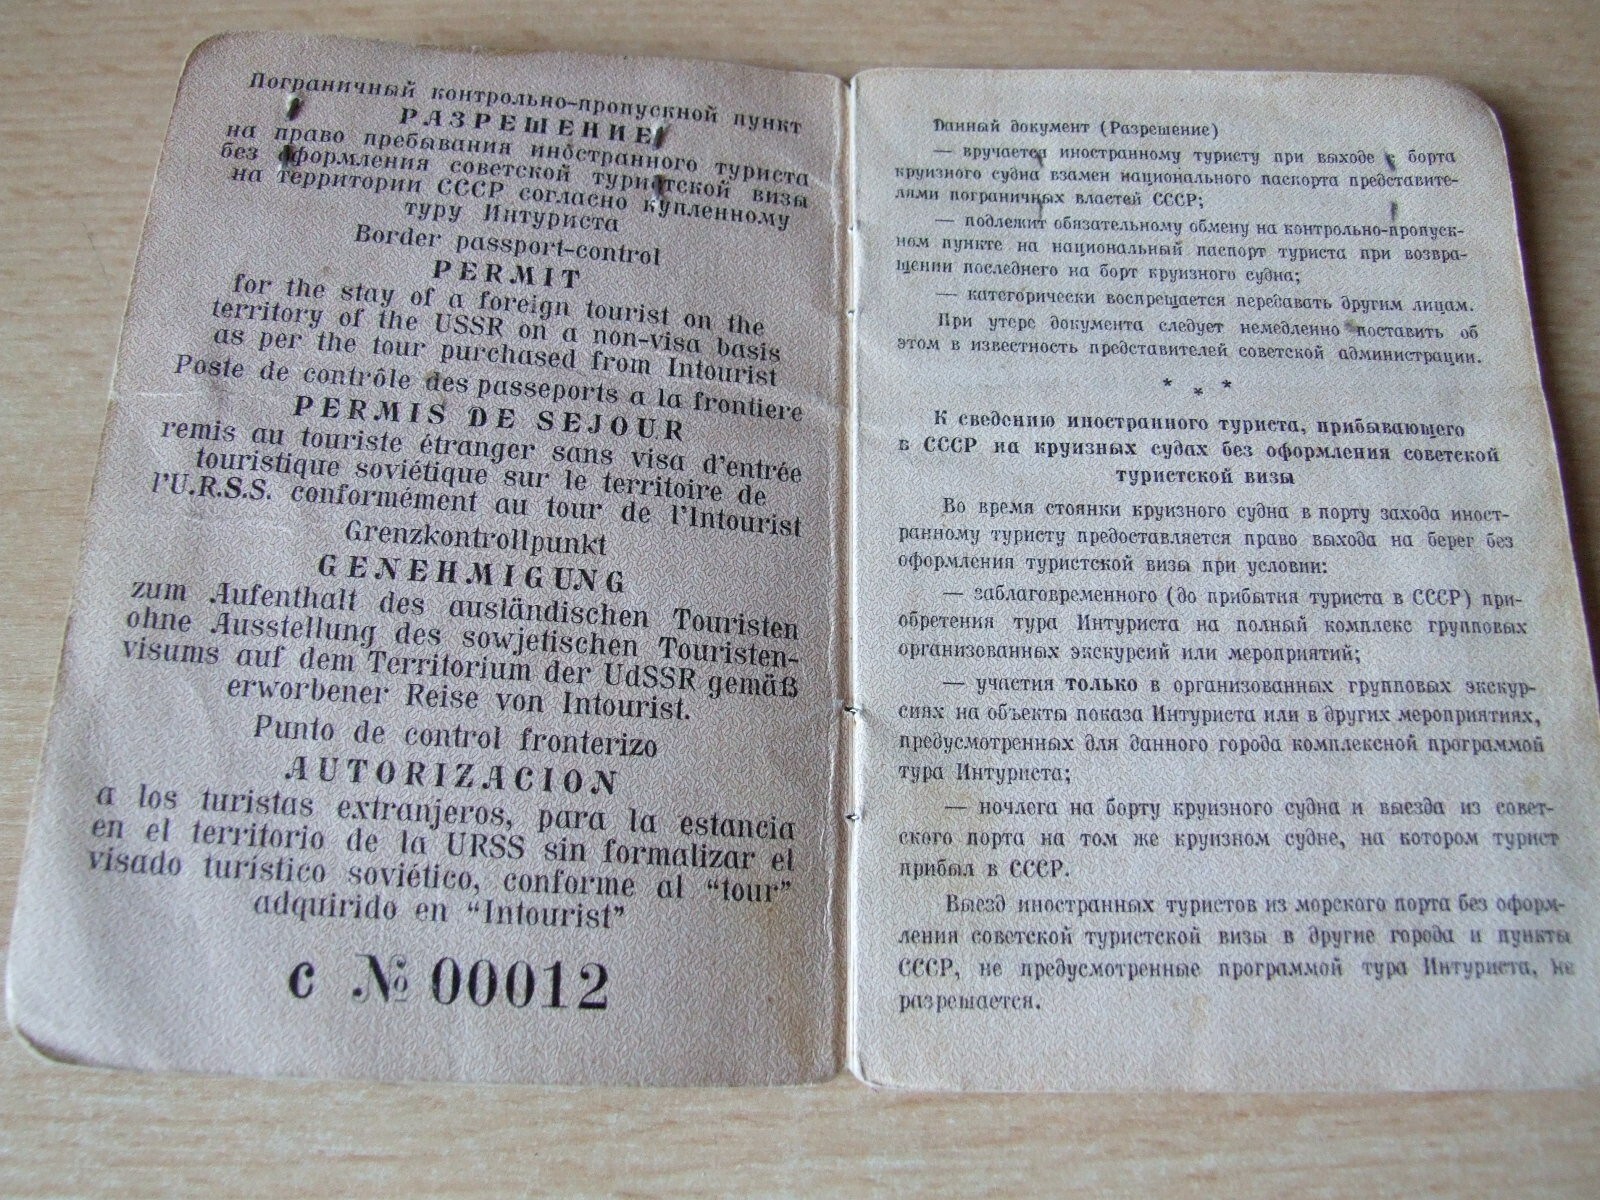 Пограничный контрольно-пропускной пункт
РАЗРЕШЕНИЕ
на право пребывания иностранного туриста
без оформления советской туристской визы
на территории СССР согласно купленному
туру Интуриста
Border passport-control
PERMIT
for the stay of a foreign tourist on the
territory of the USSR on a non-visa basis
as per the tour purchased from Intourist
Poste de contrôle des passeports a la frontiere
PERMIS DE SEJOUR
remis au touriste étranger sans visa d'entrée
touristique soviétique sur le territoire de
l'U.R.S.S. conformément au tour de l'Intourist
Grenzkontrollpunkt
GENEHMIGUNG
zum Aufenthalt des ausländischen Touristen
ohne Ausstellung des sowjetischen Touristen-
visums auf dem Territorium der UdSSR gemäß
erworbener Reise von Intourist.
Punto de control fronterizo
AUTORIZACION
a los turistas extranjeros, para la estancia
en el territorio de la URSS sin formalizar el
visado turístico soviético, conforme al “tour”
adquirido en “Intourist”
С № 00012
Данный документ (Разрешение)
— вручается иностранному туристу при выходе с борта
круизного судна взамен национального паспорта представите-
лями пограничных властей СССР;
— подлежит обязательному обмену на контрольно-пропуск-
ном пункте на национальный паспорт туриста при возвра-
щении последнего на борт круизного судна;
— категорически воспрещается передавать другим лицам.
При утере документа следует немедленно поставить об
этом в известность представителей советской администрации.
* * *
К сведению иностранного туриста, прибывающего
в СССР на круизных судах без оформления советской
туристской визы
Во время стоянки круизного судна в порту захода иност-
ранному туристу предоставляется право выхода на берег без
оформления туристской визы при условии:
— заблаговременного (до прибытия туриста в СССР) при-
обретения тура Интуриста на полный комплекс групповых
организованных экскурсий или мероприятий;
— участия только в организованных групповых экскур-
сиях на объекты показа Интуриста или в других мероприятиях,
предусмотренных для данного города комплексной программой
тура Интуриста;
— ночлега на борту круизного судна и выезда из совет-
ского порта на том же круизном судне, на котором турист
прибыл в СССР.
Выезд иностранных туристов из морского порта без оформ-
ления советской туристской визы в другие города и пункты
СССР, не предусмотренные программой тура Интуриста, не
разрешается.